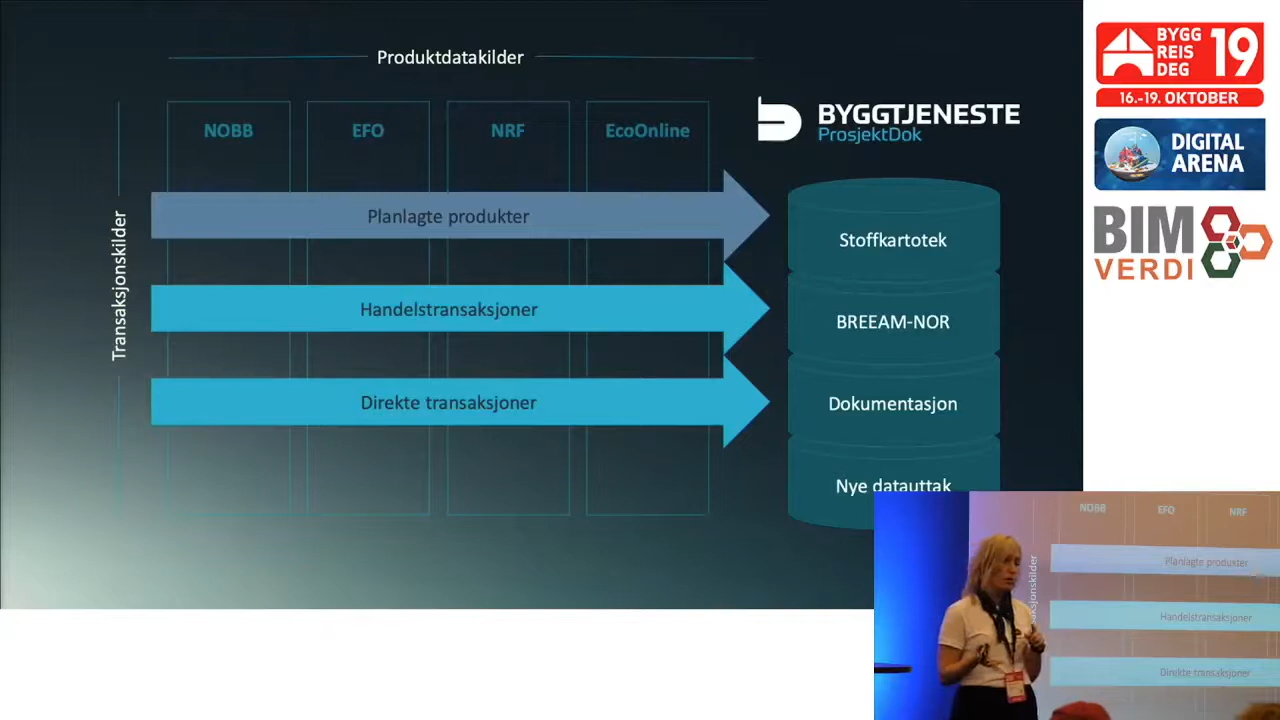 Produktdatakilder
NOBB
EFO
NRF
EcoOnline
BYGGTJENESTE
ProsjektDok
Transaksjonskilder
Planlagte produkter
Handelstransaksjoner
Direkte transaksjoner
Stoffkartotek
BREEAM-NOR
Dokumentasjon
Nye datauttak
BYGG
REIS
DEG
19
16.-19. OKTOBER
DIGITAL
ARENA
BIM
VERDI
NOBB
EFO
NRF
Planlagte produkter
Handelstransaksjoner
Direkte transaksjoner